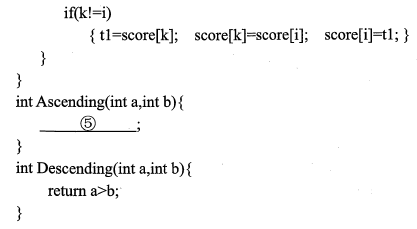 if(k!=i)
{ t1=score[k]; score[k]=score[i]; score[i]=t1; }
}
}
int Ascending(int a,int b){
⑤;
}
int Descending(int a,int b){
return a>b;
}